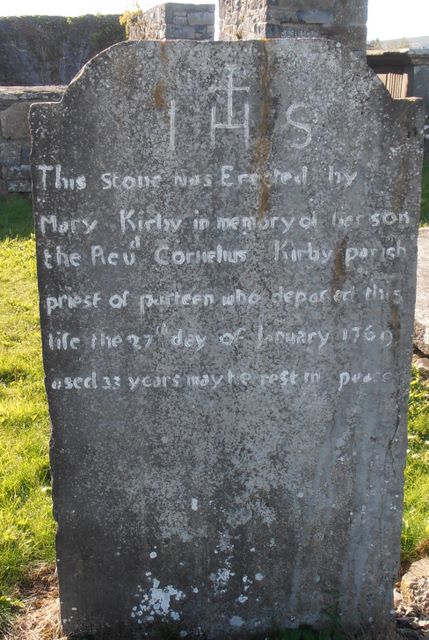 IHS
This stone was Erected by
Mary Kirby in memory of her son
the Revd Cornelius Kirby parish
priest of parteen who depared this
life the 27th day of January 1769
aged 33 years may he rest in peace